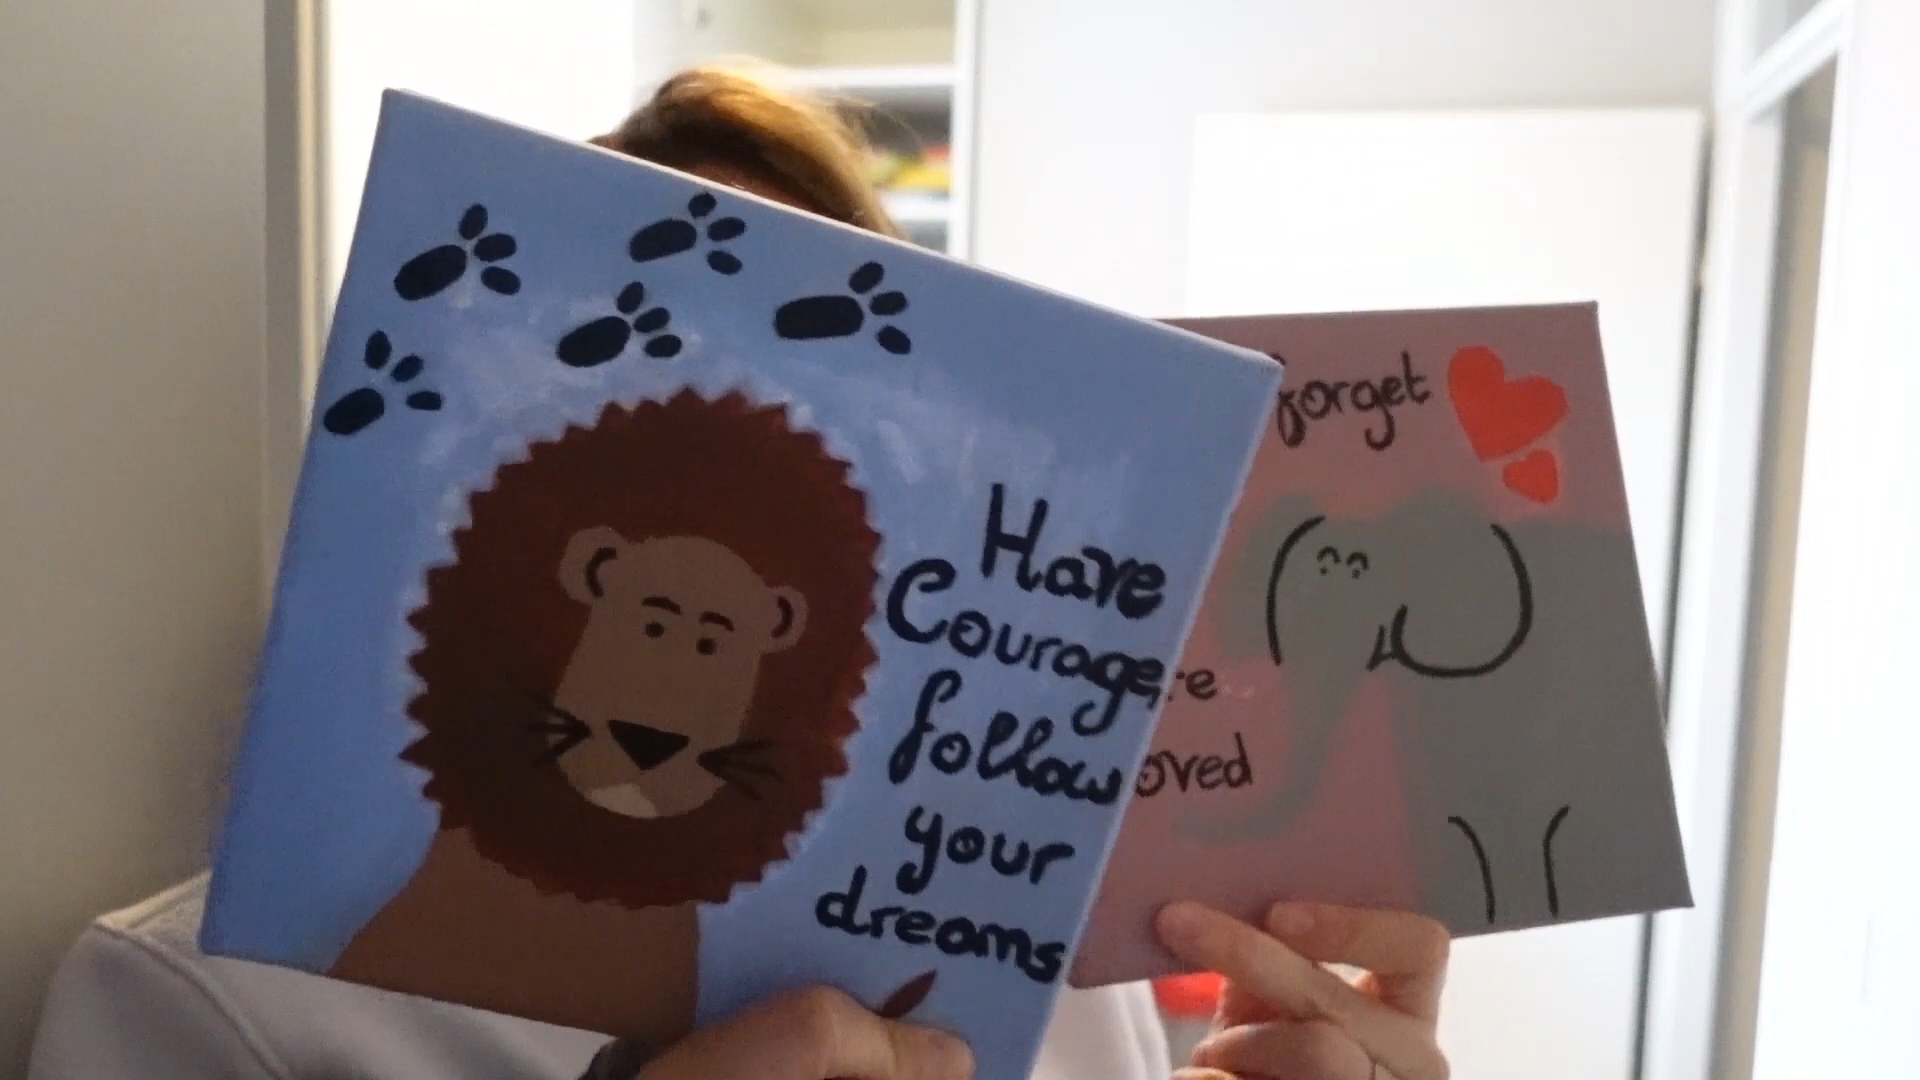 Have
Courage,
follow
your
dreams
forget
re
oved